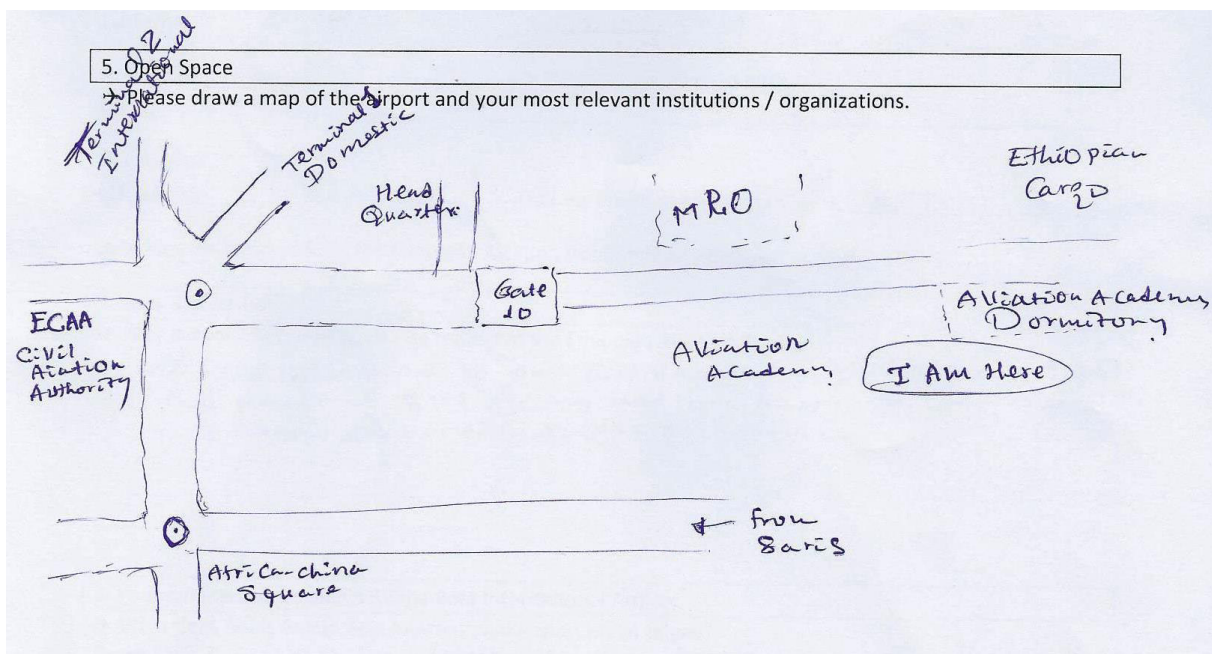 5. Open Space
Please draw a map of the airport and your most relevant institutions / organizations.
Terminal 2
International
Terminal 1
Domestic
Head
Quarter
MRO
Ethiopian
Cargo
Gate
10
ECAA
Civil
Aiation
Authority
Aviation Academy
Dormitory
Aviation
Academy
I Am Here
from
Saris
Africa-china
Square